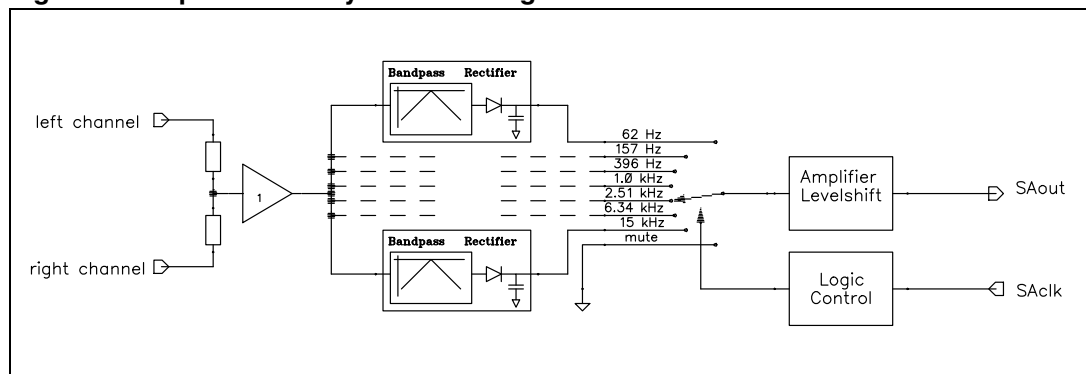 Bandpass Rectifier
left channel
62 Hz
157 Hz
396 Hz
1.0 kHz
2.51 kHz
6.34 kHz
15 kHz
mute
1
Amplifier
Levelshift
SAout
Bandpass Rectifier
right channel
Logic
Control
SAclk